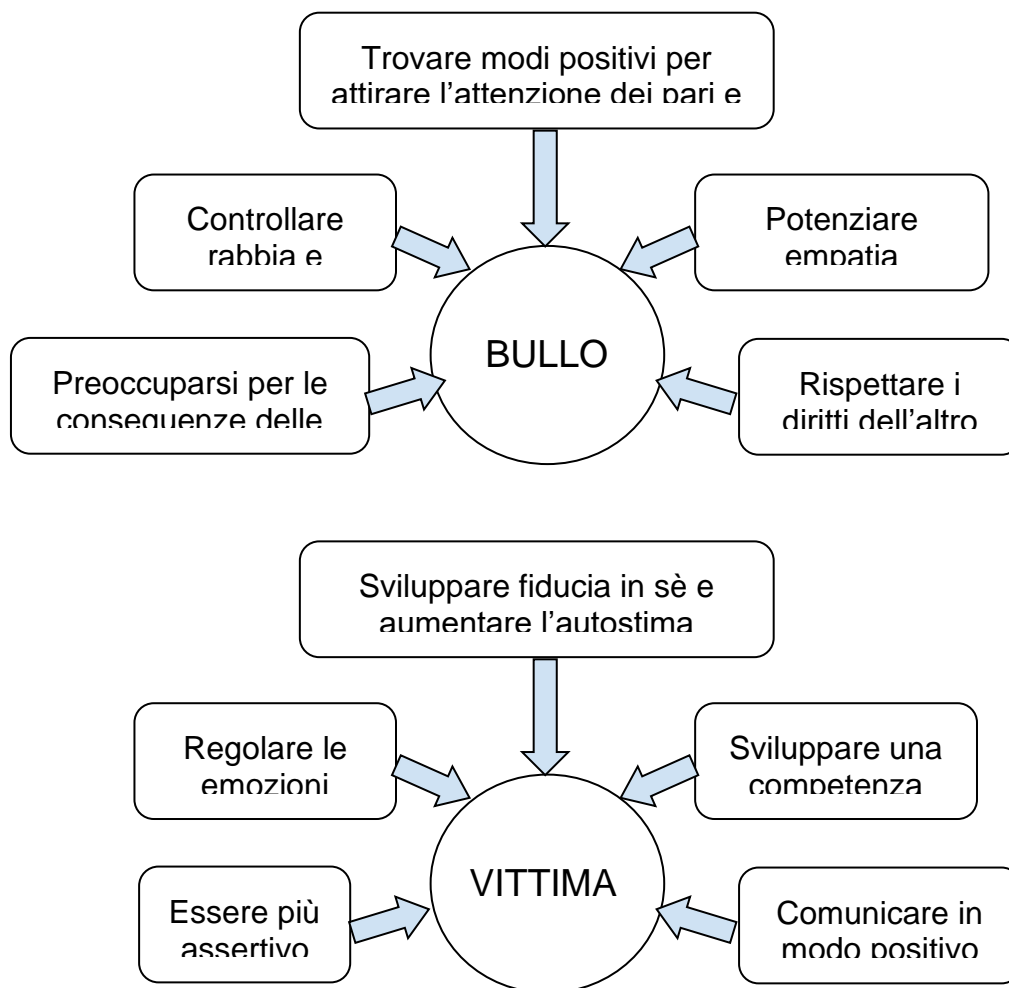 Trovare modi positivi per
attirare l'attenzione dei pari e
Controllare
rabbia e
Potenziare
empatia
BULLO
Preoccuparsi per le
conseguenze delle
Rispettare i
diritti dell'altro
Sviluppare fiducia in sè e
aumentare l'autostima
Regolare le
emozioni
Sviluppare una
competenza
VITTIMA
Essere più
assertivo
Comunicare in
modo positivo